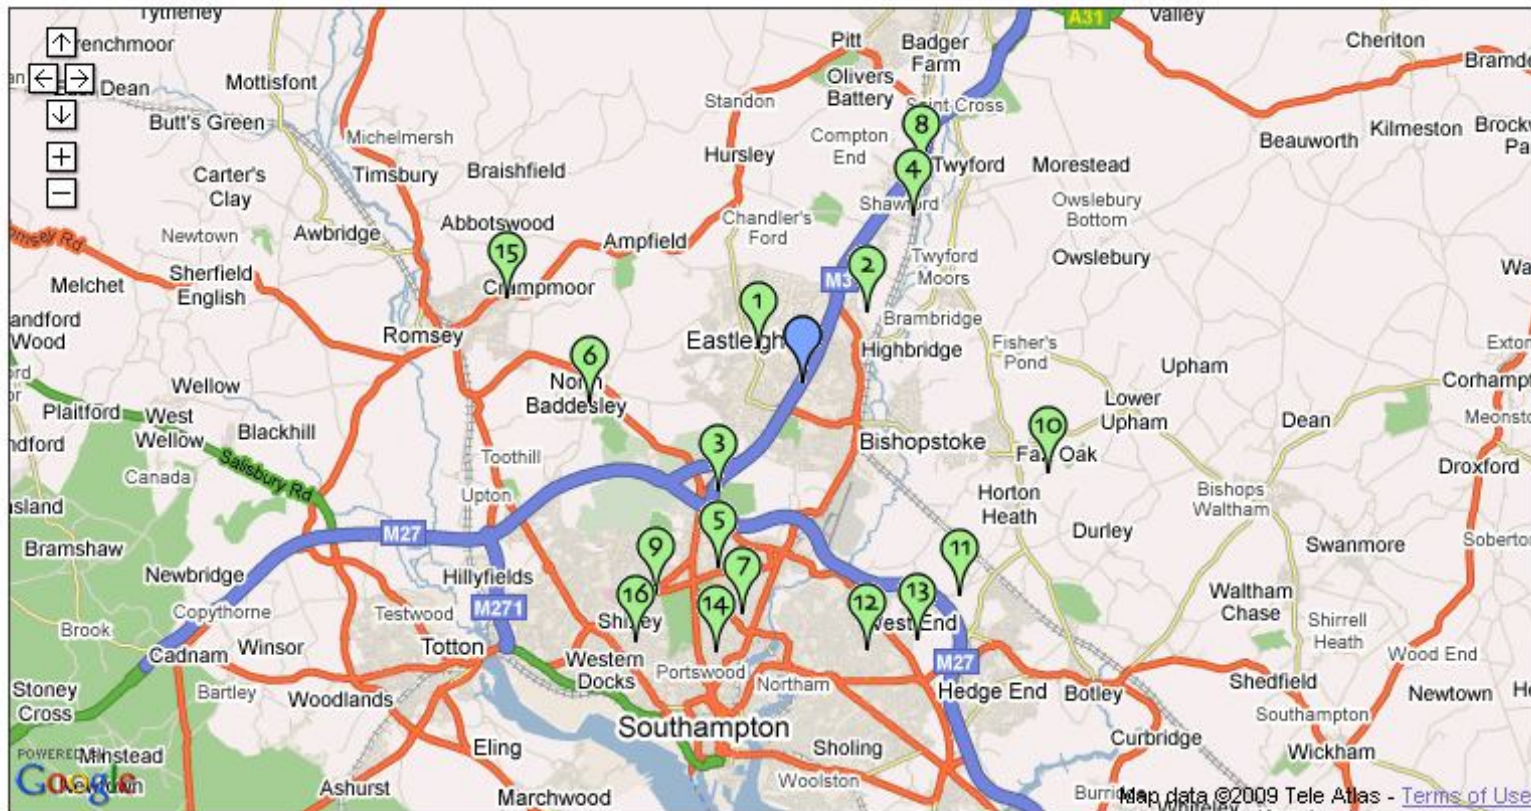 Tytherley
Frenchmoor
East Dean
Mottisfont
Butt's Green
Michelmersh
Carter's
Clay
Timsbury
Braishfield
Newtown
Awbridge
Abbotswood
Romsey Rd
Melchet
Sherfield
English
15
Crampmoor
Ampfield
Romsey
Wellow
Plaitford
West
Wellow
Blackhill
Canada
Salisbury Rd
Toothill
Upton
6
North
Baddesley
Pitt
Badger
Farm
Olivers
Battery
Standon
Saint Cross
Compton
End
8
Hursley
4
Twyford
Morestead
Shawford
Chandler's
Ford
Owslebury
Bottom
Owslebury
Twyford
Moors
M3
2
1
Eastleigh
Brambridge
Highbridge
Fisher's
Pond
Upham
Lower
Upham
Dean
A31
Valley
Cheriton
Beauworth
Kilmeston
Corhampt
Meonsto
Droxford
3
Bishopstoke
10
Fair Oak
Horton
Heath
Bishops
Waltham
Durley
Swanmore
Soberto
Bramshaw
M27
Newbridge
Hillyfields
Copythorne
M271
Testwood
Brook
Cadnam
Winsor
Totton
Bartley
Woodlands
Stoney
Cross
5
9
7
16
Shirley
14
12
13
11
West End
Waltham
Chase
Shirrell
Heath
Western
Docks
Portswood
Northam
M27
Hedge End
Botley
Shedfield
Wood End
Newtown
Southampton
Southampton
Wickham
Curbridge
Sholing
Woolston
Eling
Marchwood
Ashurst
Minstead
POWERED BY
Google
Map data ©2009 Tele Atlas - Terms of Use